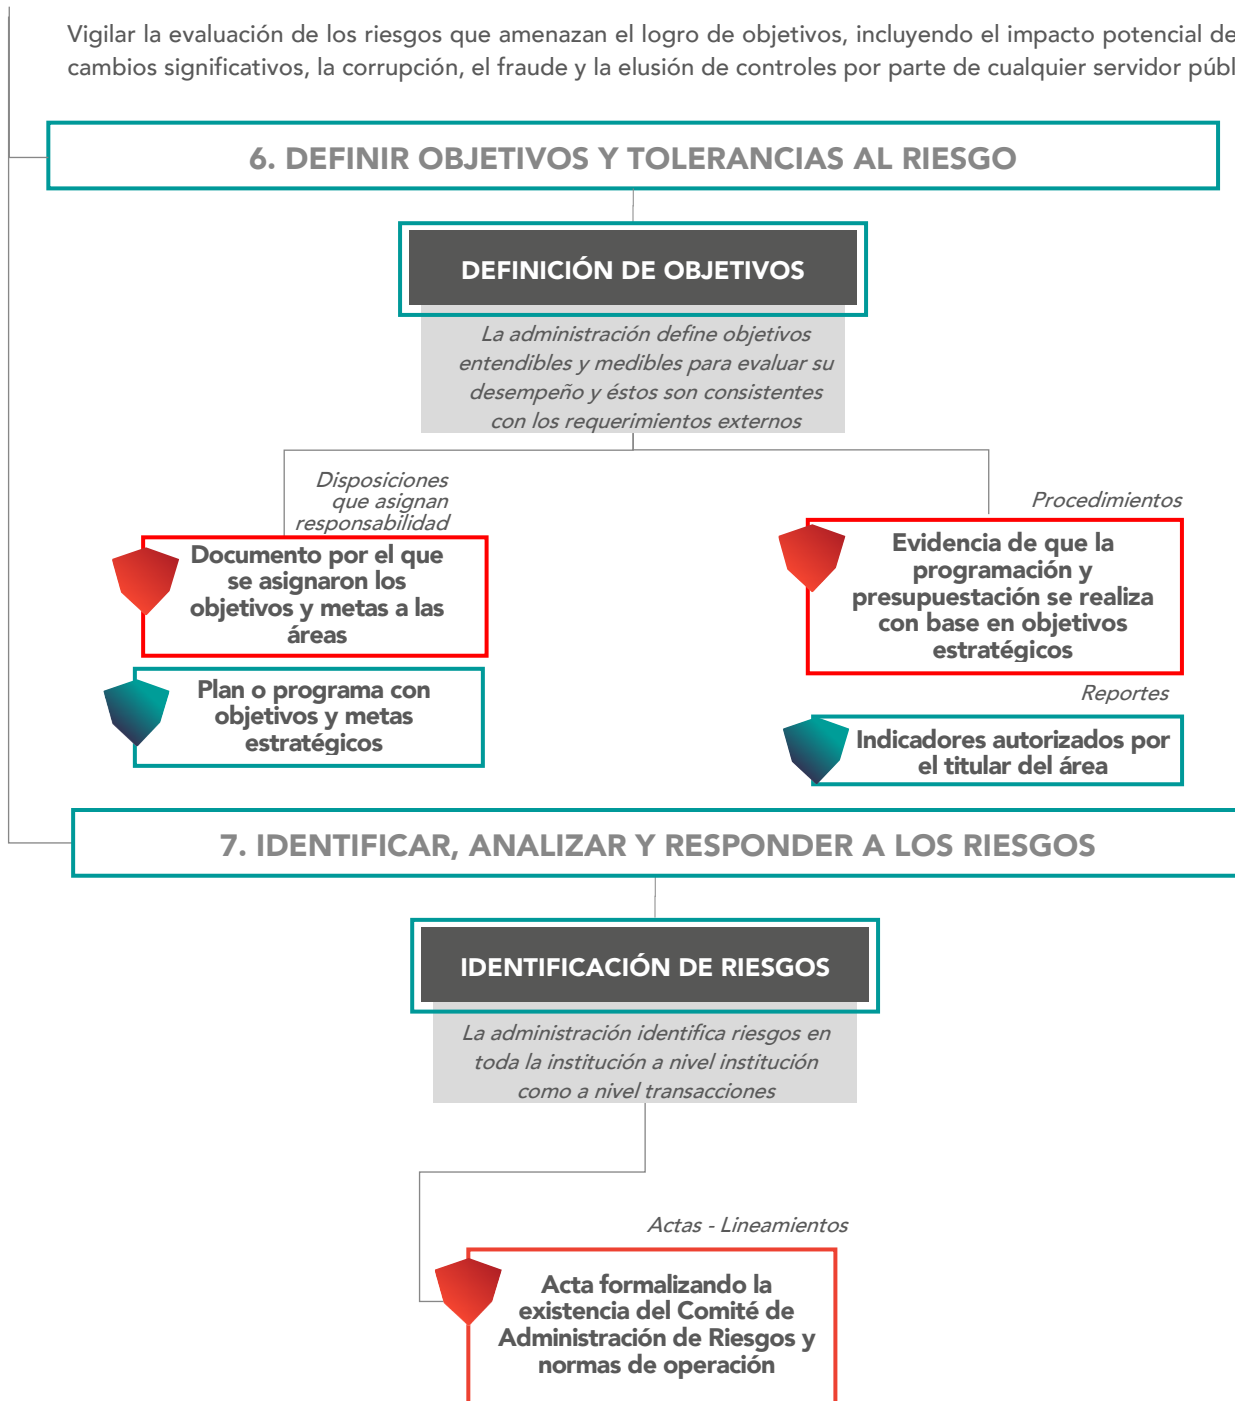 Vigilar la evaluación de los riesgos que amenazan el logro de objetivos, incluyendo el impacto potencial de
cambios significativos, la corrupción, el fraude y la elusión de controles por parte de cualquier servidor públ
6. DEFINIR OBJETIVOS Y TOLERANCIAS AL RIESGO
DEFINICIÓN DE OBJETIVOS
La administración define objetivos
entendibles y medibles para evaluar su
desempeño y éstos son consistentes
con los requerimientos externos
Disposiciones
que asignan
responsabilidad
Documento por el que
se asignaron los
objetivos y metas a las
áreas
Plan o programa con
objetivos y metas
estratégicos
Procedimientos
Evidencia de que la
programación y
presupuestación se realiza
con base en objetivos
estratégicos
Reportes
Indicadores autorizados por
el titular del área
7. IDENTIFICAR, ANALIZAR Y RESPONDER A LOS RIESGOS
IDENTIFICACIÓN DE RIESGOS
La administración identifica riesgos en
toda la institución a nivel institución
como a nivel transacciones
Actas - Lineamientos
Acta formalizando la
existencia del Comité de
Administración de Riesgos y
normas de operación